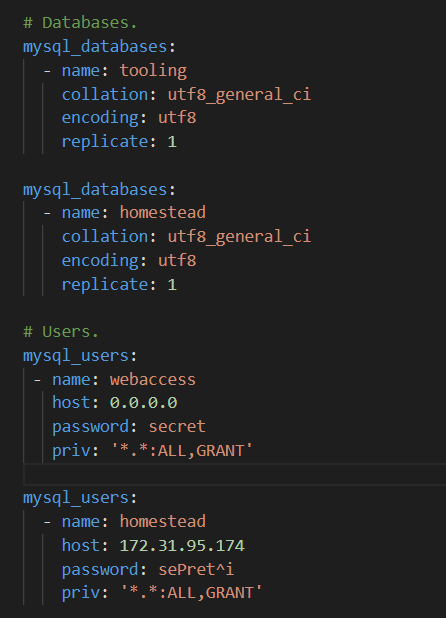 # Databases.
mysql_databases:
  - name: tooling
    collation: utf8_general_ci
    encoding: utf8
    replicate: 1

mysql_databases:
  - name: homestead
    collation: utf8_general_ci
    encoding: utf8
    replicate: 1

# Users.
mysql_users:
 - name: webaccess
   host: 0.0.0.0
   password: secret
   priv: '*.*:ALL,GRANT'

mysql_users:
  - name: homestead
    host: 172.31.95.174
    password: sePret^i
    priv: '*.*:ALL,GRANT'